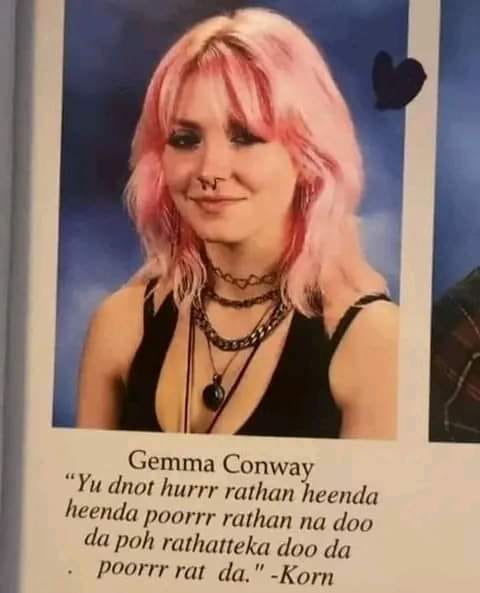 Gemma Conway
“Yu dnot hurrr rathan heenda
heenda poorrr rathan na doo
da poh rathatteka doo da
poorrr rat da." -Korn